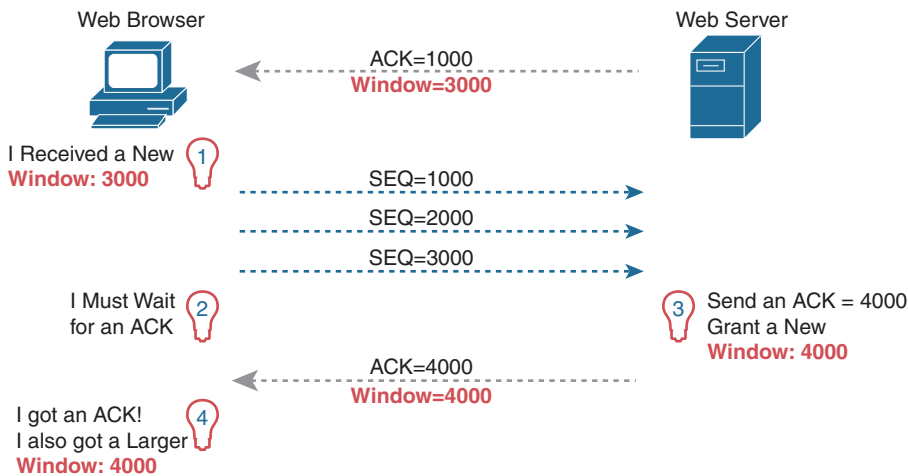 Web Browser
Web Server
ACK=1000
Window=3000
1
I Received a New
Window: 3000
SEQ=1000
SEQ=2000
SEQ=3000
I Must Wait
for an ACK
2
3
Send an ACK = 4000
Grant a New
Window: 4000
ACK=4000
Window=4000
4
I got an ACK!
I also got a Larger
Window: 4000